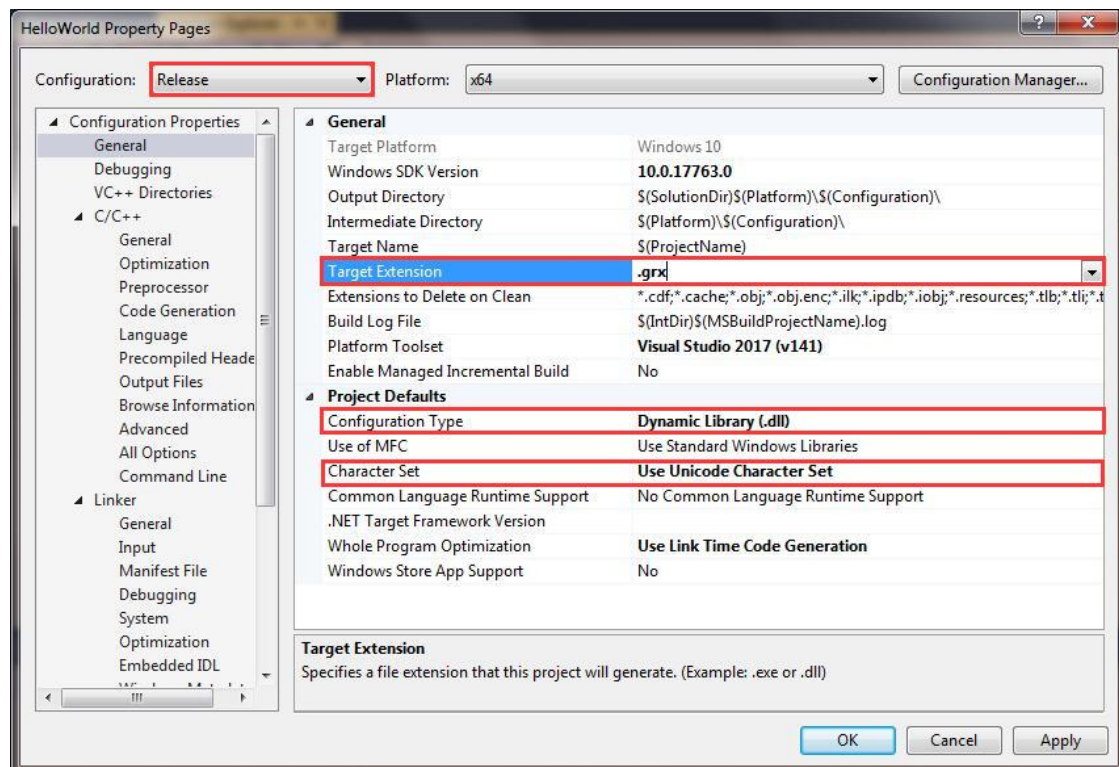 HelloWorld Property Pages
Configuration: Release Platform: x64 Configuration Manager...
Configuration Properties
General
Debugging
VC++ Directories
C/C++
General
Optimization
Preprocessor
Code Generation
Language
Precompiled Heade
Output Files
Browse Information
Advanced
All Options
Command Line
Linker
General
Input
Manifest File
Debugging
System
Optimization
Embedded IDL
General
Target Platform Windows 10
Windows SDK Version 10.0.17763.0
Output Directory $(SolutionDir)$(Platform)\$(Configuration)\
Intermediate Directory $(Platform)\$(Configuration)\
Target Name $(ProjectName)
Target Extension .grx
Extensions to Delete on Clean *.cdf;*.cache;*.obj;*.obj.enc;*.ilk;*.ipdb;*.iobj;*.resources;*.tlb;*.tli;*.t
Build Log File $(IntDir)$(MSBuildProjectName).log
Platform Toolset Visual Studio 2017 (v141)
Enable Managed Incremental Build No
Project Defaults
Configuration Type Dynamic Library (.dll)
Use of MFC Use Standard Windows Libraries
Character Set Use Unicode Character Set
Common Language Runtime Support No Common Language Runtime Support
.NET Target Framework Version
Whole Program Optimization Use Link Time Code Generation
Windows Store App Support No
Target Extension
Specifies a file extension that this project will generate. (Example: .exe or .dll)
OK Cancel Apply